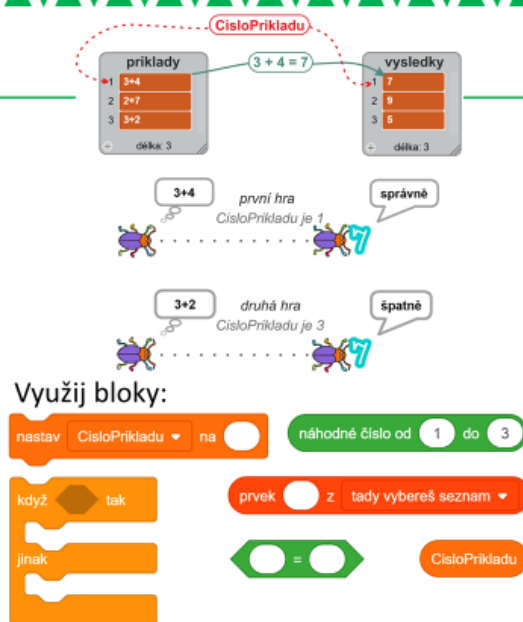 CisloPrikladu
priklady
1 3+4
2 2+7
3 3+2
+ délka: 3 =
3 + 4 = 7
vysledky
1 7
2 9
3 5
+ délka: 3 =
3+4
první hra
CisloPrikladu je 1
správně
7
3+2
druhá hra
CisloPrikladu je 3
špatně
7
Využij bloky:
nastav CisloPrikladu na
náhodné číslo od 1 do 3
když tak
jinak
prvek z tady vybereš seznam
=
CisloPrikladu